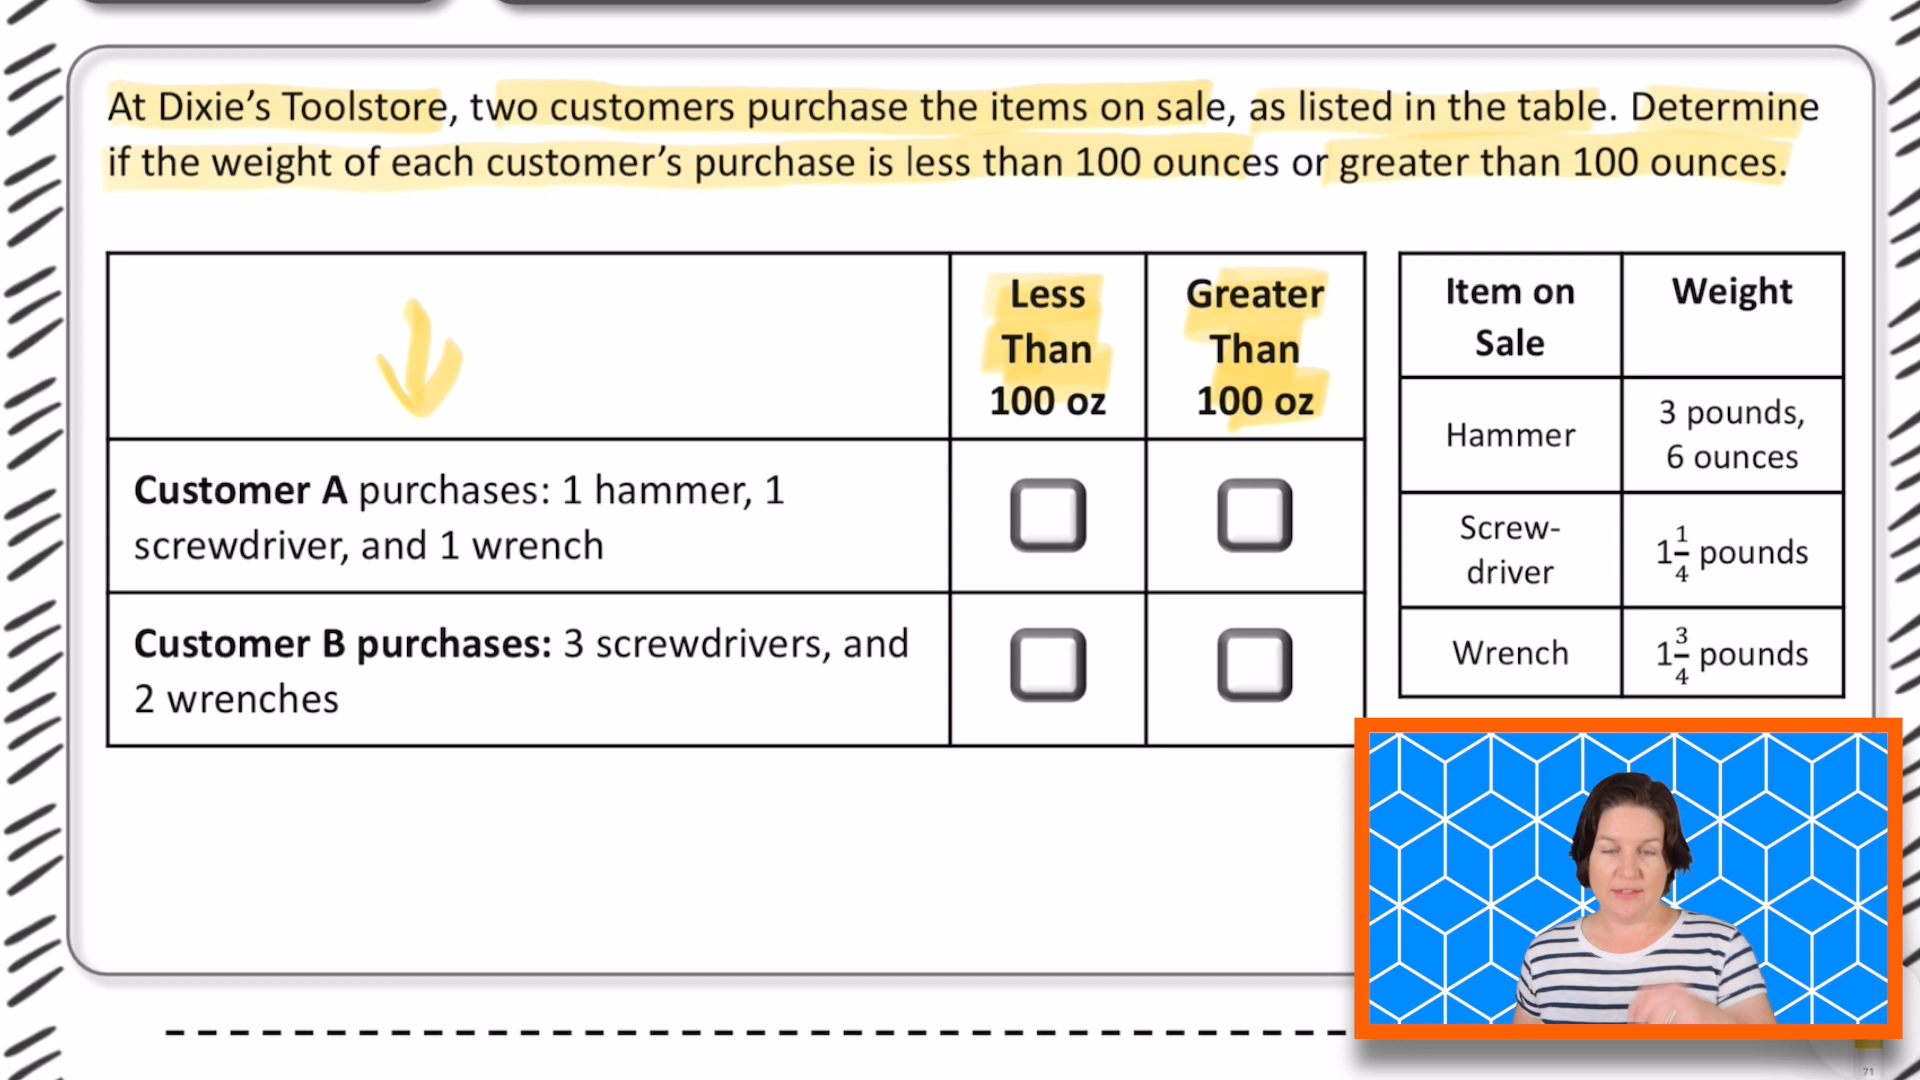 At Dixie’s Toolstore, two customers purchase the items on sale, as listed in the table. Determine
if the weight of each customer’s purchase is less than 100 ounces or greater than 100 ounces.
Less
Than
100 oz
Greater
Than
100 oz
Customer A purchases: 1 hammer, 1
screwdriver, and 1 wrench
Customer B purchases: 3 screwdrivers, and
2 wrenches
Item on
Sale
Weight
Hammer
3 pounds,
6 ounces
Screw-
driver
1 1/4 pounds
Wrench
1 3/4 pounds
71